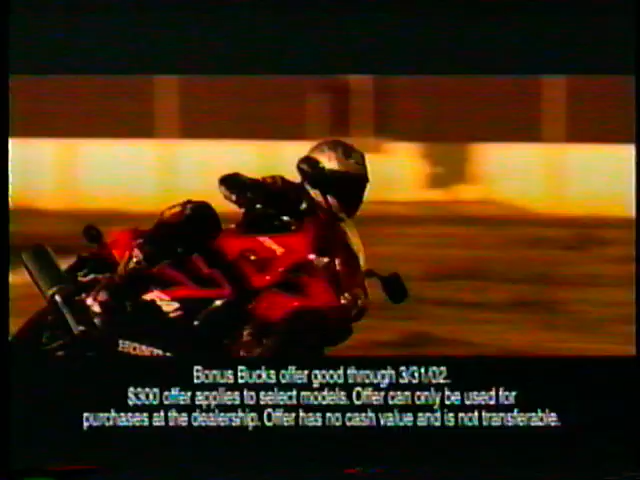 HONDA
Bonus Bucks offer good through 3/31/02.
$300 offer applies to select models. Offer can only be used for
purchases at the dealership. Offer has no cash value and is not transferable.